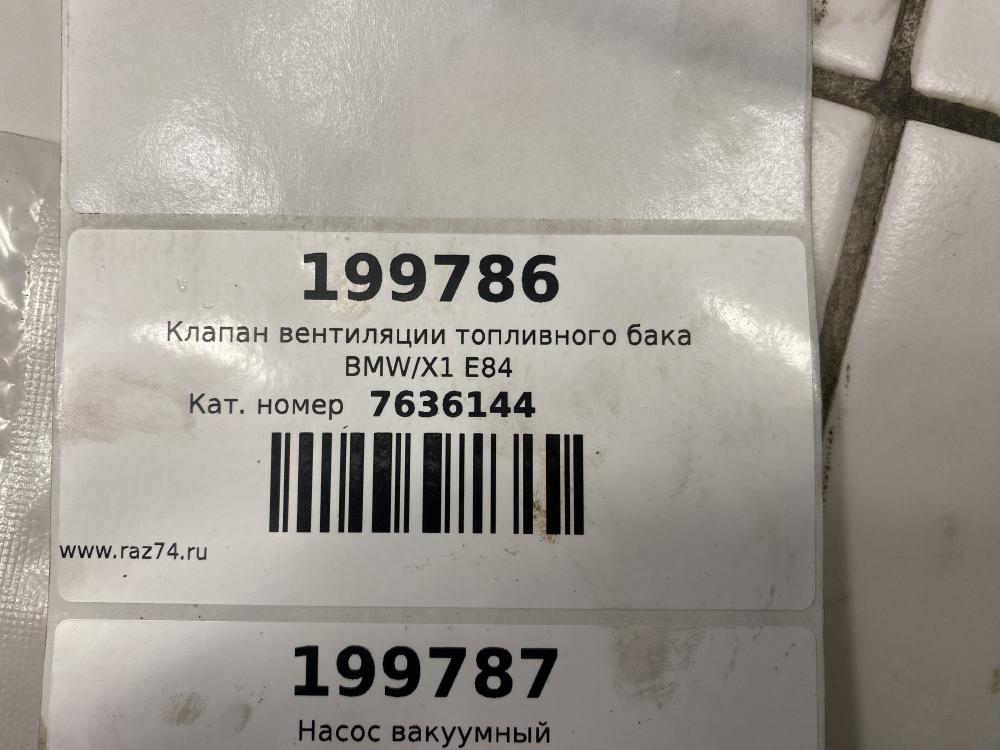 199786
Клапан вентиляции топливного бака
BMW/X1 E84
Кат. номер 7636144
www.raz74.ru
199787
Насос вакуумный